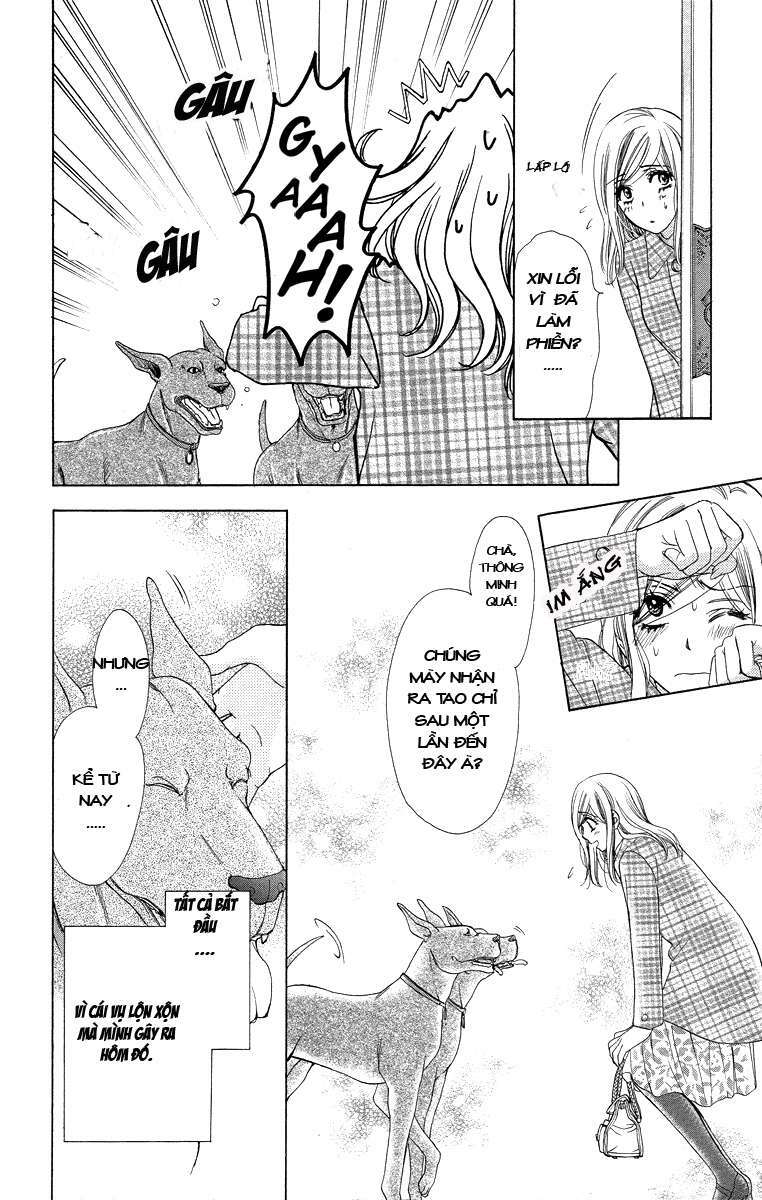 LẤP LÓ
XIN LỖI
VÌ ĐÃ
LÀM
PHIỀN?
.....
GYAAAH!
GÂU
GÂU
IM ẮNG
CHÀ,
THÔNG
MINH
QUÁ!
CHÚNG
MÀY NHẬN
RA TAO CHỈ
SAU MỘT
LẦN ĐẾN
ĐÂY À?
NHƯNG
...
KỂ TỪ
NAY
.....
TẤT CẢ BẮT
ĐẦU
....
VÌ CÁI VỤ LỘN XỘN
MÀ MÌNH GÂY RA
HÔM ĐÓ.